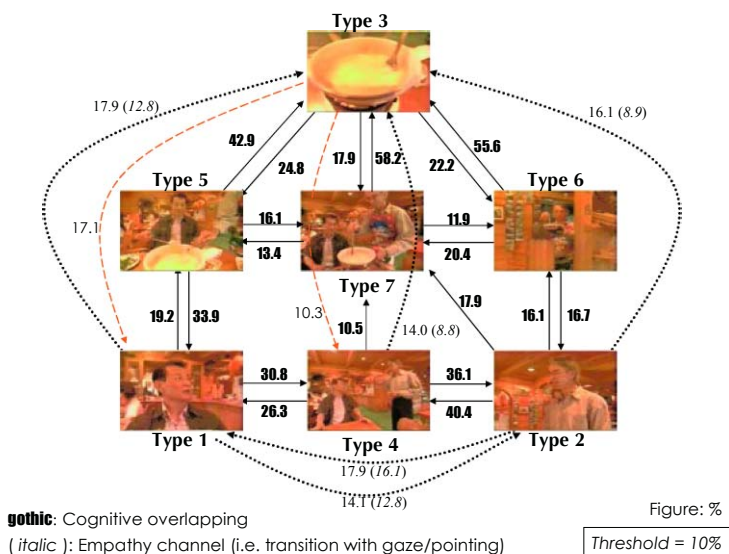 Type 3
17.9 (12.8)
16.1 (8.9)
42.9
24.8
17.9
58.2
22.2
55.6
Type 5
Type 6
17.1
16.1
11.9
13.4
20.4
Type 7
19.2
33.9
10.3
10.5
14.0 (8.8)
17.9
16.1
16.7
30.8
36.1
26.3
40.4
Type 1
Type 4
Type 2
17.9 (16.1)
14.1 (12.8)
gothic: Cognitive overlapping
Figure: %
( italic ): Empathy channel (i.e. transition with gaze/pointing)
Threshold = 10%